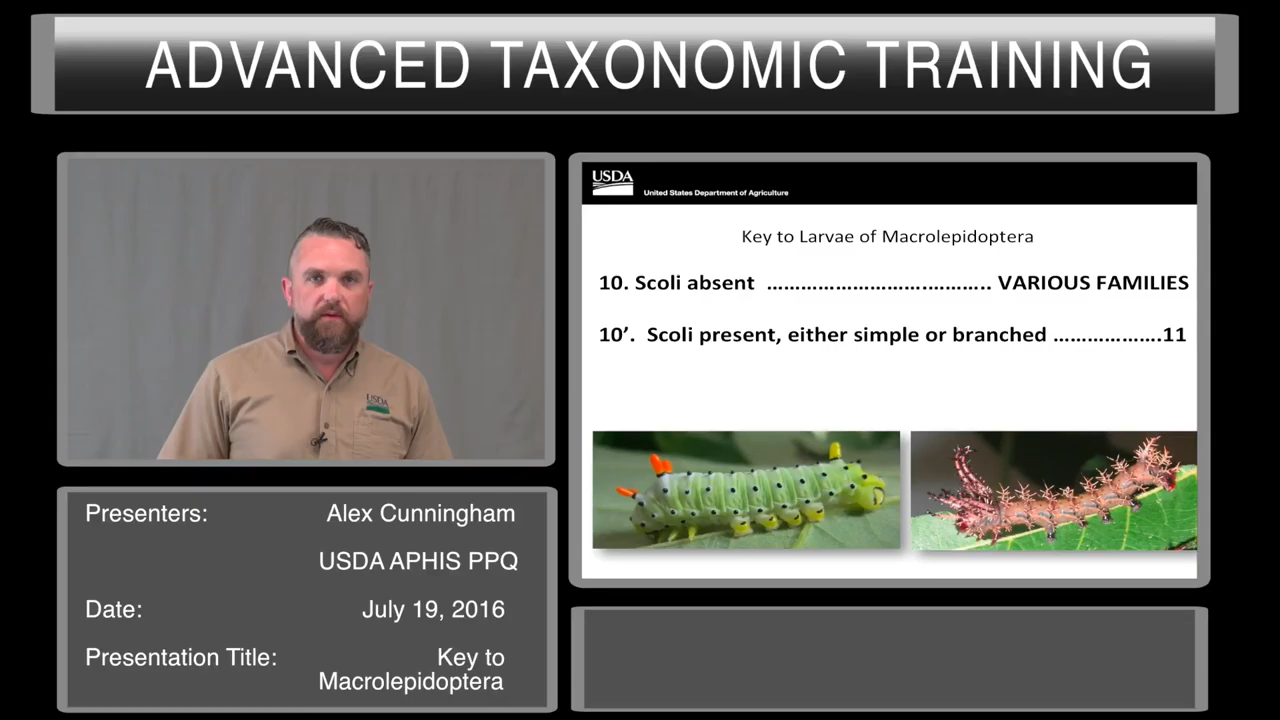 ADVANCED TAXONOMIC TRAINING
USDA
United States Department of Agriculture
Key to Larvae of Macrolepidoptera
10. Scoli absent ……………………………….. VARIOUS FAMILIES
10’. Scoli present, either simple or branched ……………….11
USDA
Presenters: Alex Cunningham
USDA APHIS PPQ
Date: July 19, 2016
Presentation Title: Key to
Macrolepidoptera